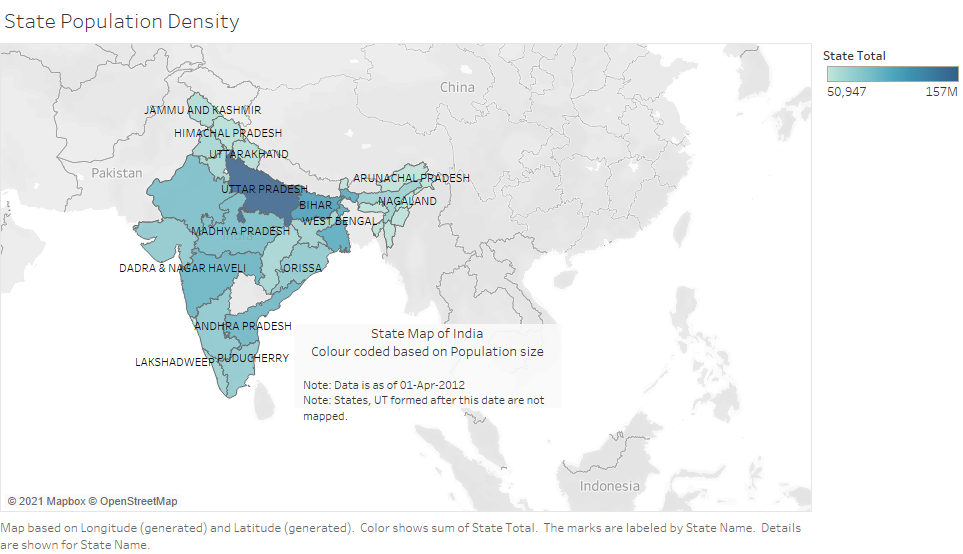 State Population Density
State Total
50,947 157M
China
JAMMU AND KASHMIR
HIMACHAL PRADESH
UTTARAKHAND
Pakistan
ARUNACHAL PRADESH
UTTAR PRADESH
BIHAR
NAGALAND
WEST BENGAL
MADHYA PRADESH
DADRA & NAGAR HAVELI
ORISSA
ANDHRA PRADESH
LAKSHADWEEP
PUDUCHERRY
State Map of India
Colour coded based on Population size
Note: Data is as of 01-Apr-2012
Note: States, UT formed after this date are not
mapped.
Indonesia
© 2021 Mapbox © OpenStreetMap
Map based on Longitude (generated) and Latitude (generated). Color shows sum of State Total. The marks are labeled by State Name. Details
are shown for State Name.